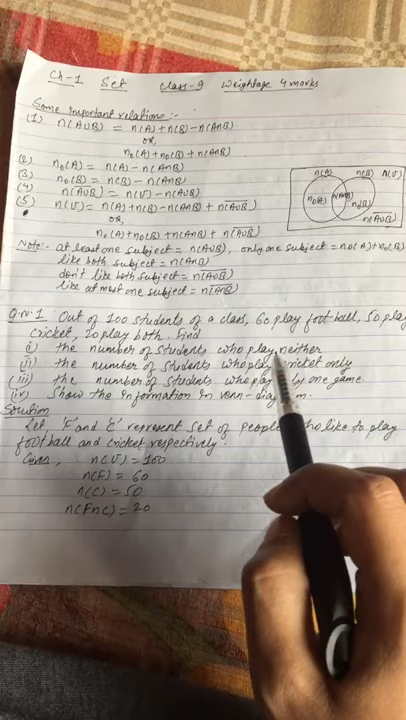 Ch-1 Set Class-9 Weightage 4 marks
Some important relations:-
(1) n(A∪B) = n(A) + n(B) - n(A∩B)
or,
n₀(A) + n₀(B) + n(A∩B)
(2) n₀(A) = n(A) - n(A∩B)
(3) n₀(B) = n(B) - n(A∩B)
(4) n(A̅∪̅B̅) = n(U) - n(A∪B)
(5) n(U) = n(A) + n(B) - n(A∩B) + n(A̅∪̅B̅)
or,
n₀(A) + n₀(B) + n(A∩B) + n(A̅∪̅B̅)
n(A) n(B) n(U)
n₀(A) n(A∩B)
n₀(B)
n(A̅∪̅B̅)
Note:- at least one subject = n(A∪B), only one subject = n₀(A)+n₀(B)
like both subject = n(A∩B)
don't like both subject = n(A̅∪̅B̅)
like at most one subject = n(A̅∩̅B̅)
Q.N.1 Out of 100 students of a class, 60 play foot-ball, 50 play
cricket, 20 play both. Find
(i) the number of students who play neither
(ii) the number of students who play cricket only
(iii) the number of students who play one game.
(iv) Show the information in venn-
Solution
Let, 'F' and 'C' represent set of people who like to play
football and cricket respectively.
Given, n(U) = 100
n(F) = 60
n(C) = 50
n(F∩C) = 20